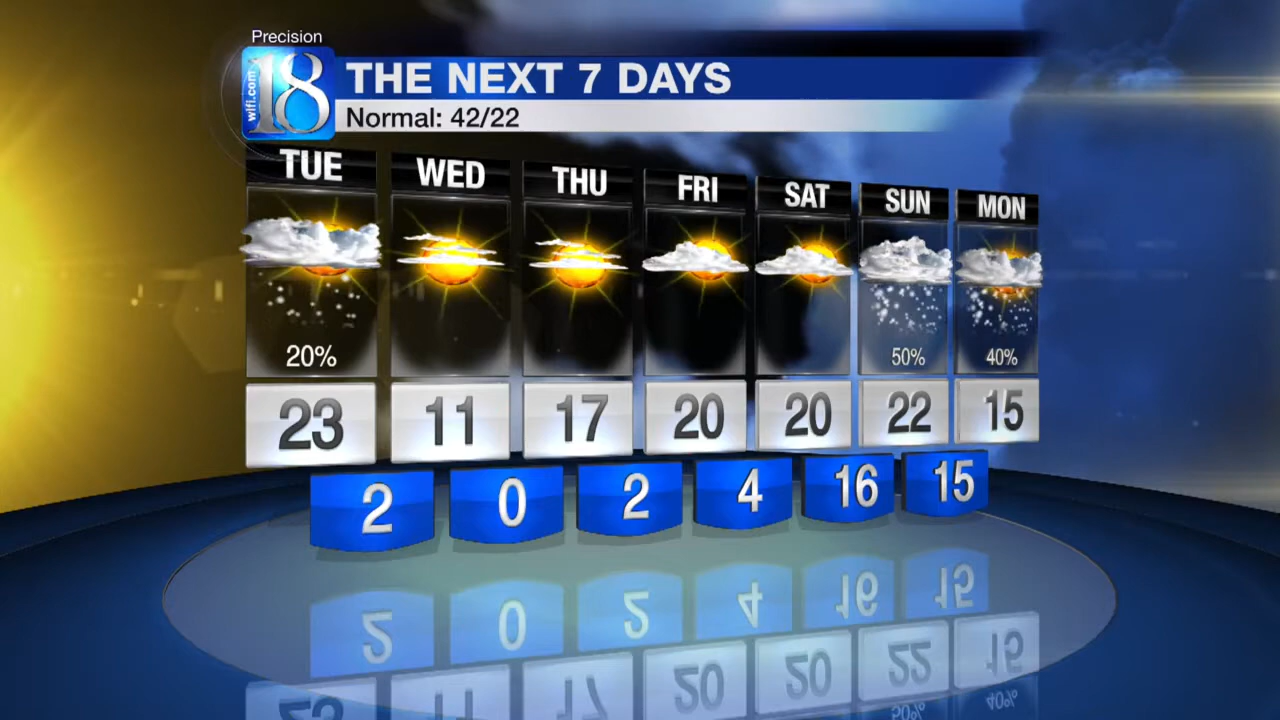 Precision
wlfi.com
18
THE NEXT 7 DAYS
Normal: 42/22
TUE WED THU FRI SAT SUN MON
20% 50% 40%
23 11 17 20 20 22 15
2 0 2 4 16 15